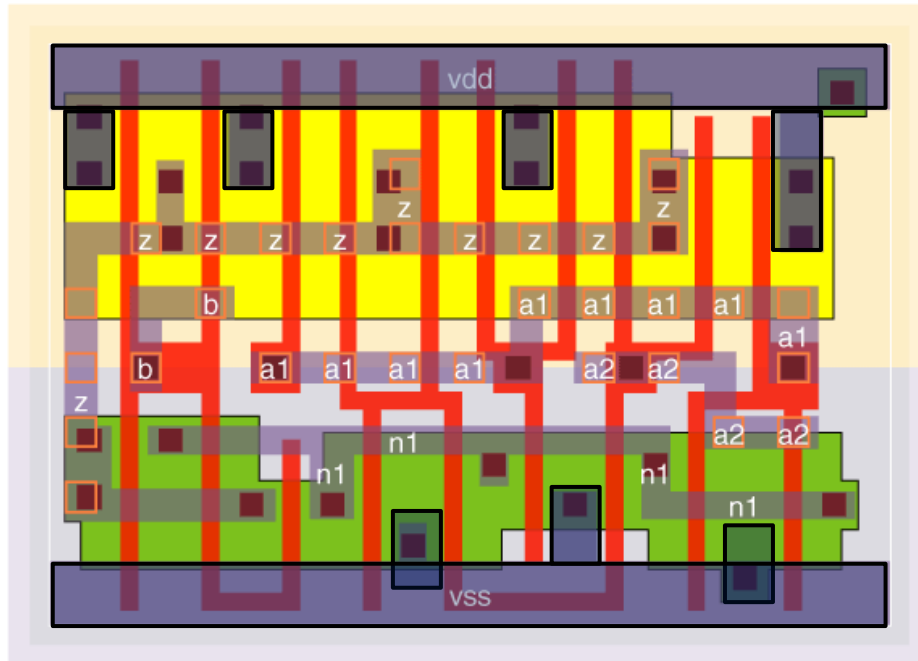 vdd
z
z
z z z z z z z
b a1 a1 a1 a1
a1
b a1 a1 a1 a1 a2 a2
z
a2 a2
n1
n1 n1
n1
vss